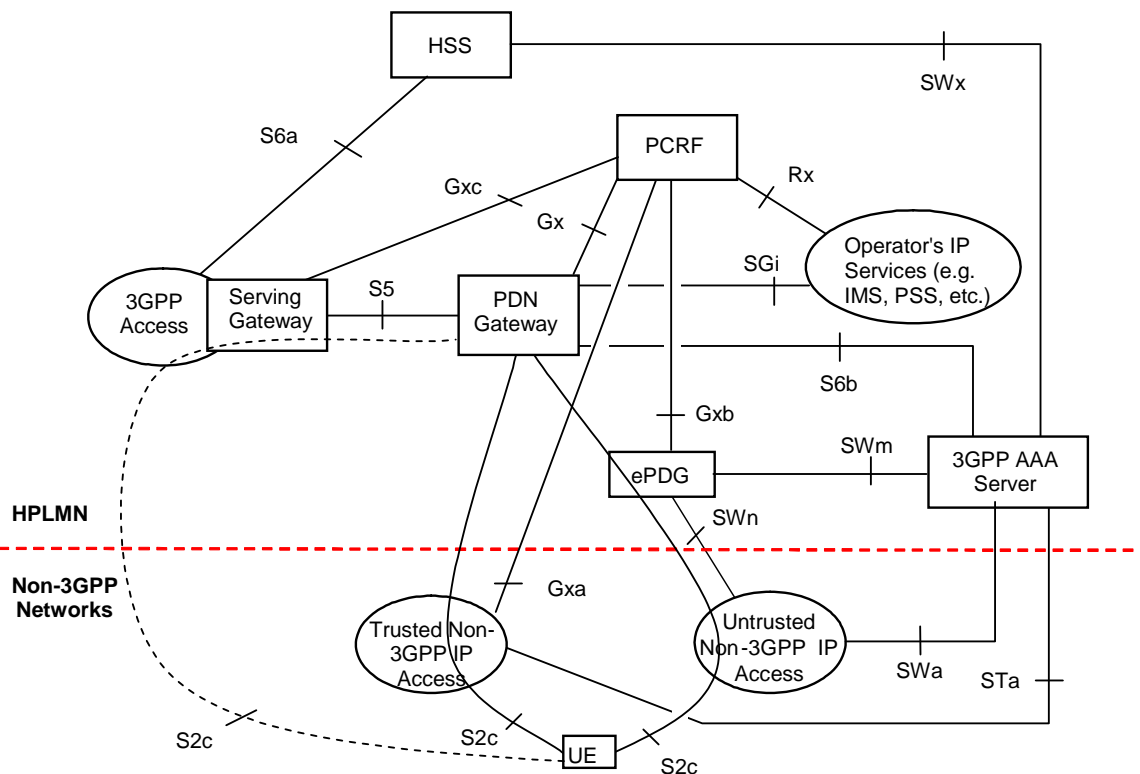 HSS
SWx
S6a
PCRF
Gxc
Rx
Gx
Operator's IP
Services (e.g.
IMS, PSS, etc.)
SGi
3GPP
Access
Serving
Gateway
S5
PDN
Gateway
S6b
Gxb
SWm
3GPP AAA
Server
ePDG
HPLMN
SWn
Non-3GPP
Networks
Gxa
Trusted Non-
3GPP IP
Access
Untrusted
Non-3GPP IP
Access
SWa
STa
S2c
S2c
UE
S2c